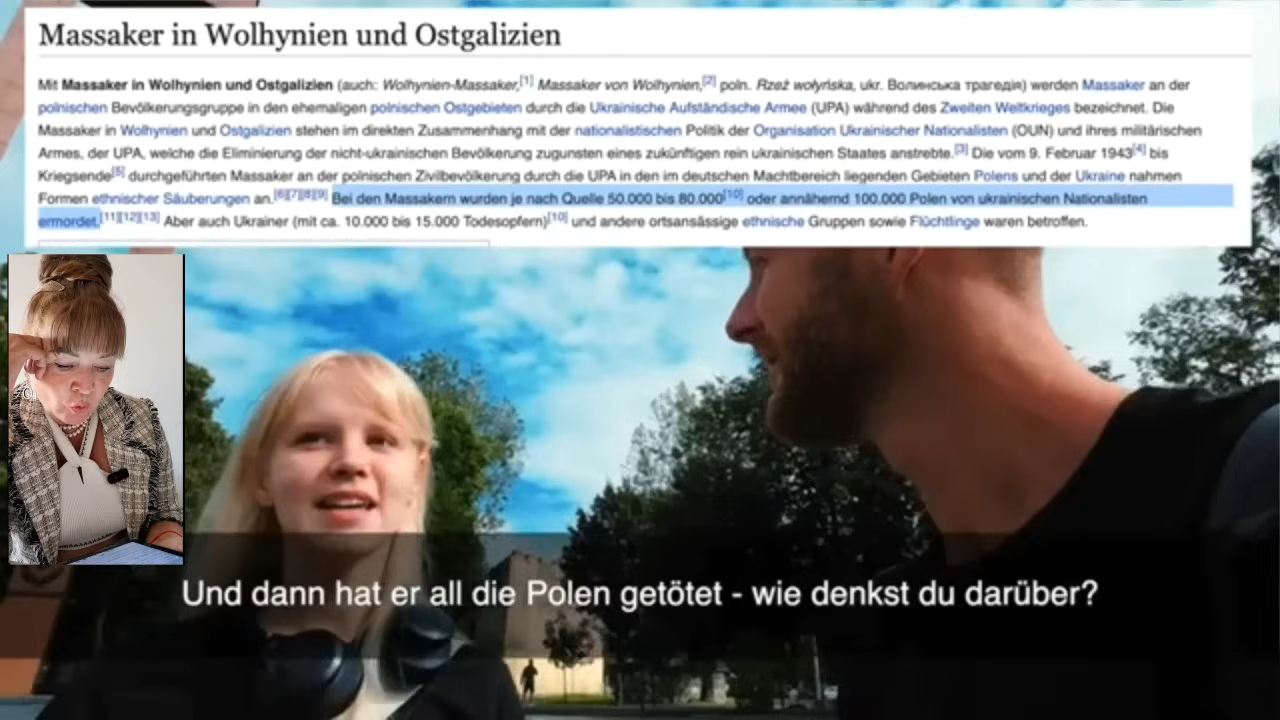 Massaker in Wolhynien und Ostgalizien
Mit Massaker in Wolhynien und Ostgalizien (auch: Wolhynien-Massaker,[1] Massaker von Wolhynien,[2] poln. Rzeź wołyńska, ukr. Волинська трагедія) werden Massaker an der
polnischen Bevölkerungsgruppe in den ehemaligen polnischen Ostgebieten durch die Ukrainische Aufständische Armee (UPA) während des Zweiten Weltkrieges bezeichnet. Die
Massaker in Wolhynien und Ostgalizien stehen im direkten Zusammenhang mit der nationalistischen Politik der Organisation Ukrainischer Nationalisten (OUN) und ihres militärischen
Armes, der UPA, welche die Eliminierung der nicht-ukrainischen Bevölkerung zugunsten eines zukünftigen rein ukrainischen Staates anstrebte.[3] Die vom 9. Februar 1943[4] bis
Kriegsende[5] durchgeführten Massaker an der polnischen Zivilbevölkerung durch die UPA in den im deutschen Machtbereich liegenden Gebieten Polens und der Ukraine nahmen
Formen ethnischer Säuberungen an.[6][7][8][9] Bei den Massakern wurden je nach Quelle 50.000 bis 80.000[10] oder annähernd 100.000 Polen von ukrainischen Nationalisten
ermordet.[11][12][13] Aber auch Ukrainer (mit ca. 10.000 bis 15.000 Todesopfern)[10] und andere ortsansässige ethnische Gruppen sowie Flüchtlinge waren betroffen.
Und dann hat er all die Polen getötet - wie denkst du darüber?